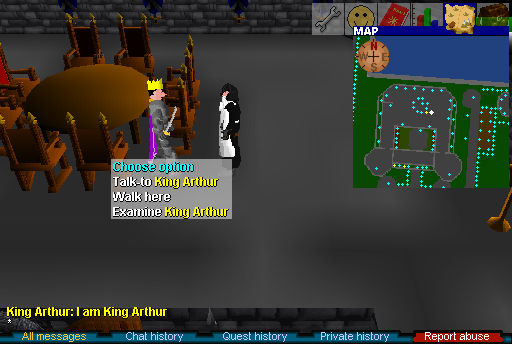 MAP
N
W E
S
Choose option
Talk-to King Arthur
Walk here
Examine King Arthur
King Arthur: I am King Arthur
*
All messages Chat history Quest history Private history Report abuse